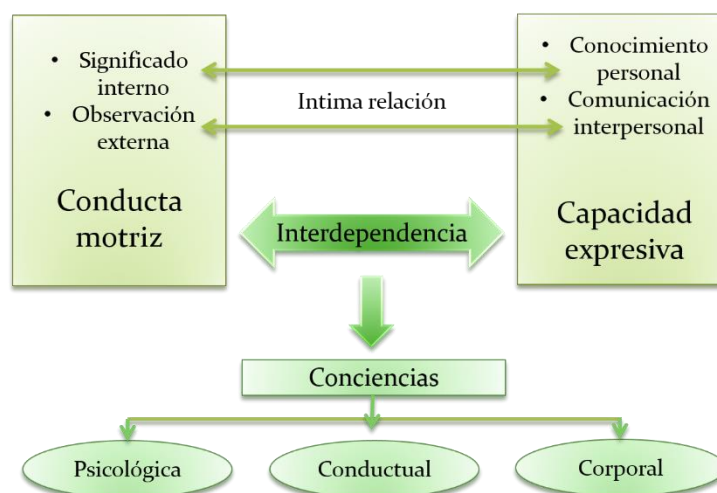 • Significado
interno
• Observación
externa
Conducta
motriz
Intima relación
• Conocimiento
personal
• Comunicación
interpersonal
Capacidad
expresiva
Interdependencia
Conciencias
Psicológica
Conductual
Corporal